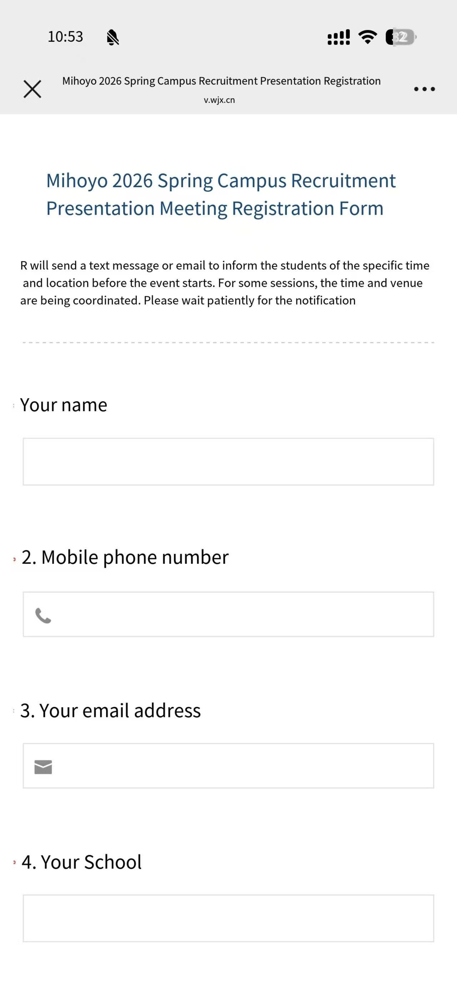 10:53
32
Mihoyo 2026 Spring Campus Recruitment Presentation Registration
v.wjx.cn
Mihoyo 2026 Spring Campus Recruitment
Presentation Meeting Registration Form
R will send a text message or email to inform the students of the specific time
and location before the event starts. For some sessions, the time and venue
are being coordinated. Please wait patiently for the notification
Your name
2. Mobile phone number
3. Your email address
4. Your School